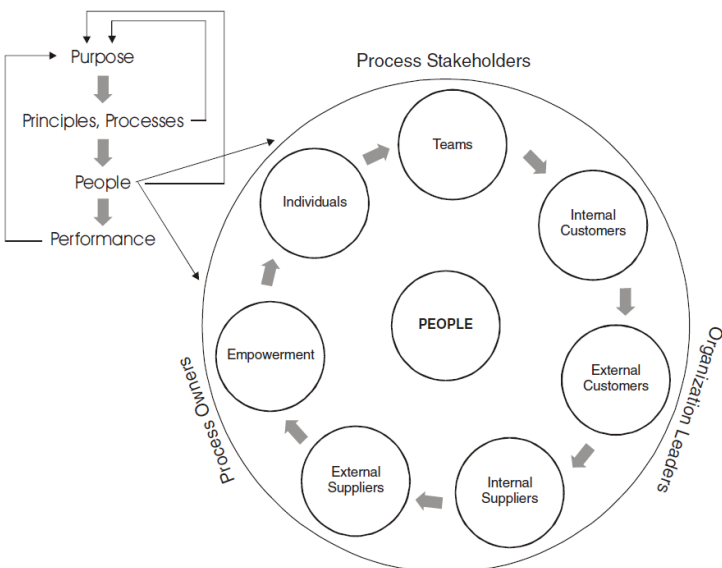 Purpose
Principles, Processes
People
Performance
Process Stakeholders
Teams
Individuals
Internal
Customers
PEOPLE
Empowerment
External
Customers
Organization Leaders
Process Owners
External
Suppliers
Internal
Suppliers